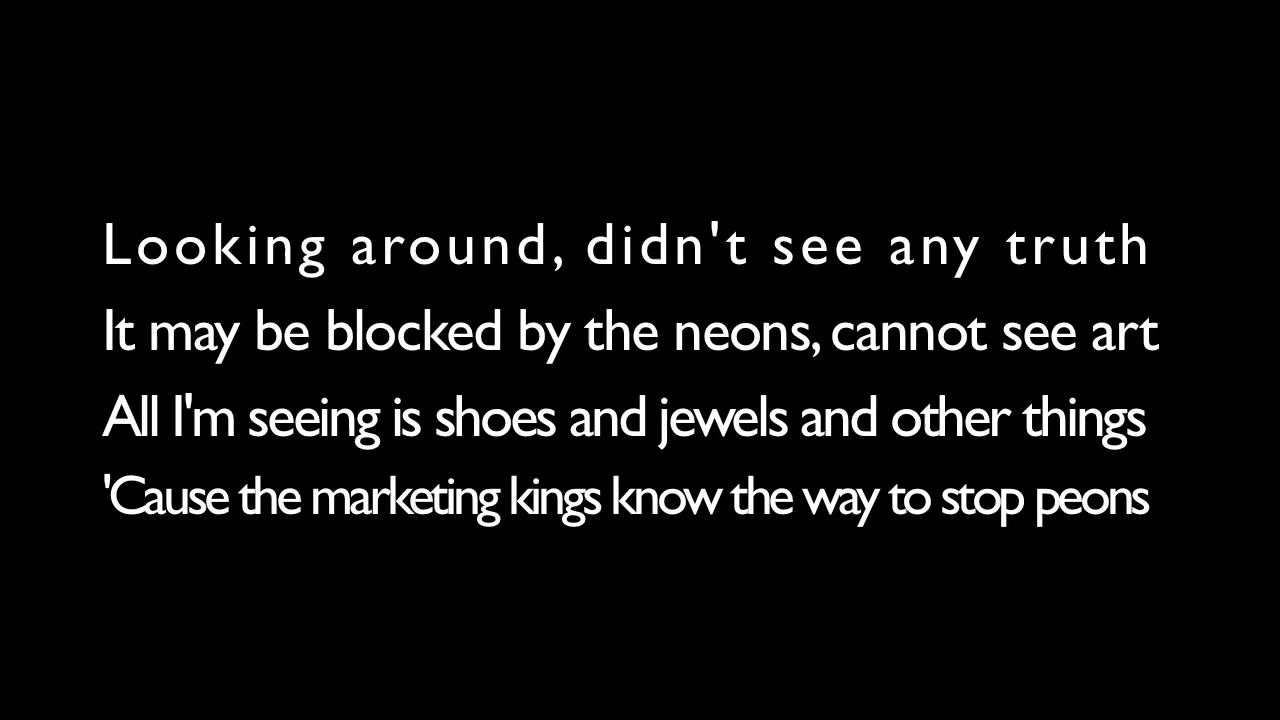 Looking around, didn't see any truth
It may be blocked by the neons, cannot see art
All I'm seeing is shoes and jewels and other things
'Cause the marketing kings know the way to stop peons